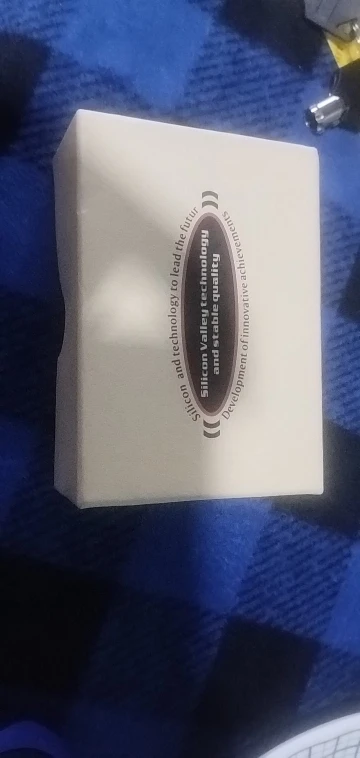 Silicon and technology to lead the futur
Silicon Valley technology
and stable quality
Development of innovative achievements